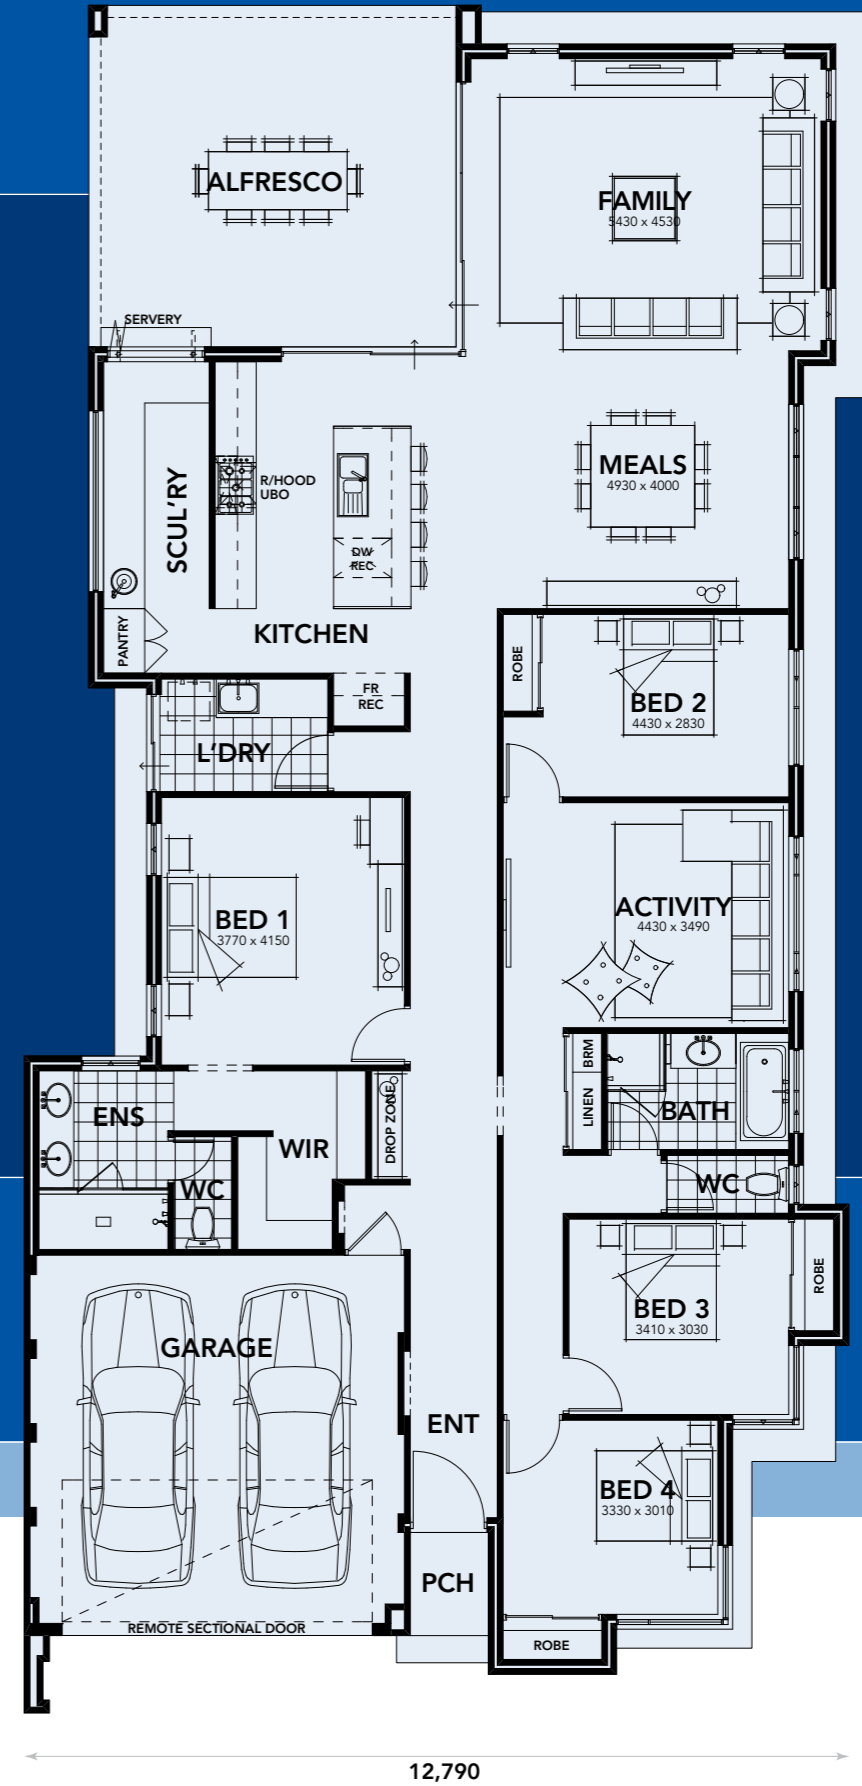 ALFRESCO
FAMILY
5430 x 4530
SERVERY
SCUL'RY
R/HOOD
UBO
MEALS
4930 x 4000
DW
REC
KITCHEN
PANTRY
FR
REC
L'DRY
ROBE
BED 2
4430 x 2830
BED 1
3770 x 4150
ACTIVITY
4430 x 3490
ENS
WIR
DROP ZONE
WC
BRM
LINEN
BATH
WC
GARAGE
BED 3
3410 x 3030
ROBE
ENT
BED 4
3330 x 3010
PCH
REMOTE SECTIONAL DOOR
ROBE
12,790